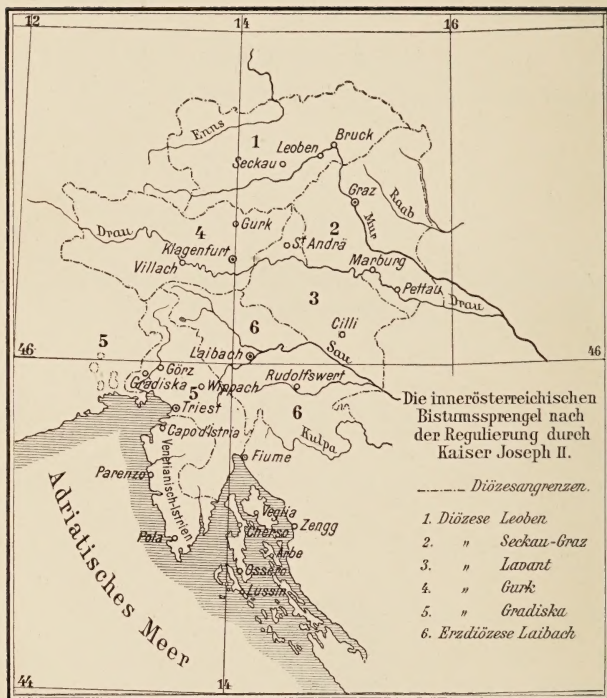 12
14
16
Enns
1
Bruck
Leoben
Seckau
Graz
Raab
Mur
2
4
Gurk
Drau
St. Andrä
Klagenfurt
Villach
Marburg
Pettau
Drau
3
Cilli
6
Sau
5
46
Laibach
46
Görz
Gradiska
5
Wippach
Rudolfswert
6
Triest
Kulpa
Capo d'Istria
Venetianisch-Istrien
Fiume
Parenzo
Adriatisches Meer
Veglia
Cherso
Zengg
Pola
Arbe
Ossero
Lussin
44
14
Die innerösterreichischen
Bistumssprengel nach
der Regulierung durch
Kaiser Joseph II.
Diözesangrenzen.
1. Diözese Leoben
2. „ Seckau-Graz
3. „ Lavant
4. „ Gurk
5. „ Gradiska
6. Erzdiözese Laibach